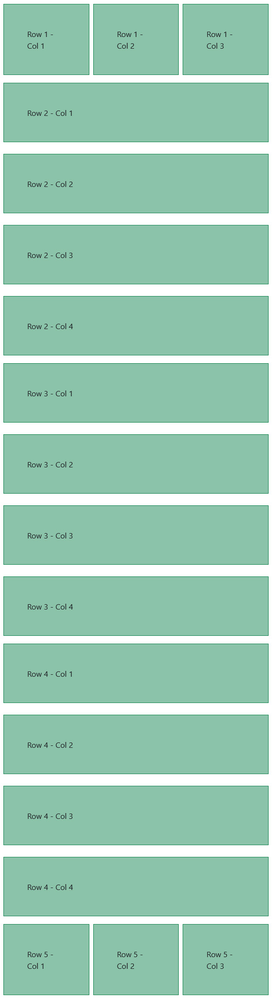 Row 1 -
Col 1
Row 1 -
Col 2
Row 1 -
Col 3
Row 2 - Col 1
Row 2 - Col 2
Row 2 - Col 3
Row 2 - Col 4
Row 3 - Col 1
Row 3 - Col 2
Row 3 - Col 3
Row 3 - Col 4
Row 4 - Col 1
Row 4 - Col 2
Row 4 - Col 3
Row 4 - Col 4
Row 5 -
Col 1
Row 5 -
Col 2
Row 5 -
Col 3